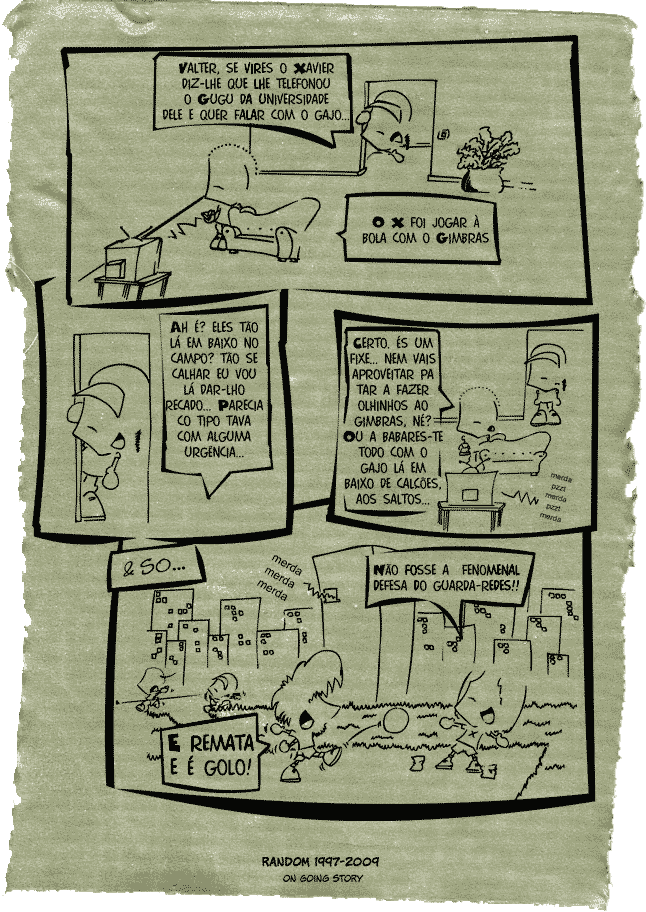 VALTER, SE VIRES O XAVIER
DIZ-LHE QUE LHE TELEFONOU
O GUGU DA UNIVERSIDADE
DELE E QUER FALAR COM O GAJO...
O X FOI JOGAR À
BOLA COM O GIMBRAS
AH É? ELES TÃO
LÁ EM BAIXO NO
CAMPO? TÃO SE
CALHAR EU VOU
LÁ DAR-LHO
RECADO... PARECIA
CO TIPO TAVA
COM ALGUMA
URGÊNCIA...
CERTO. ÉS UM
FIXE... NEM VAIS
APROVEITAR PA
TAR A FAZER
OLHINHOS AO
GIMBRAS, NÉ?
OU A BABARES-TE
TODO COM O
GAJO LÁ EM
BAIXO DE CALÇÕES,
AOS SALTOS...
merda
pzzt
merda
pzzt
merda
& SO...
merda
merda
merda
NÃO FOSSE A FENOMENAL
DEFESA DO GUARDA-REDES!!
E REMATA
E É GOLO!
RANDOM 1997-2009
ON GOING STORY